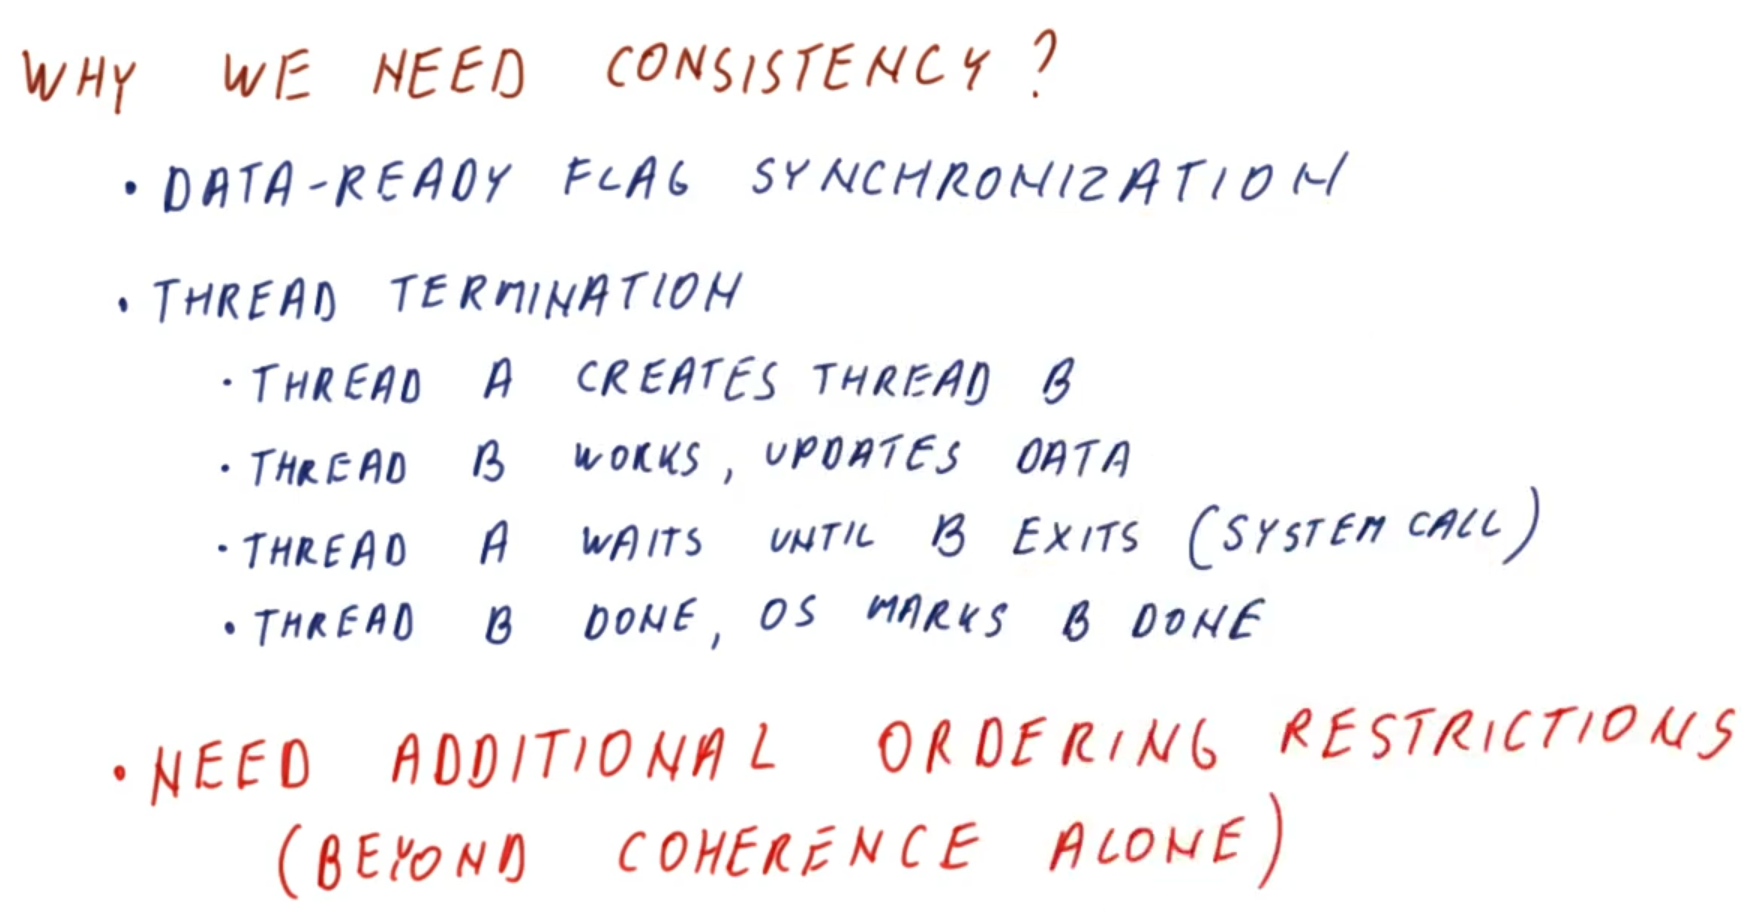 WHY WE NEED CONSISTENCY?
• DATA-READY FLAG SYNCHRONIZATION
• THREAD TERMINATION
• THREAD A CREATES THREAD B
• THREAD B WORKS, UPDATES DATA
• THREAD A WAITS UNTIL B EXITS (SYSTEM CALL)
• THREAD B DONE, OS MARKS B DONE
• NEED ADDITIONAL ORDERING RESTRICTIONS
(BEYOND COHERENCE ALONE)